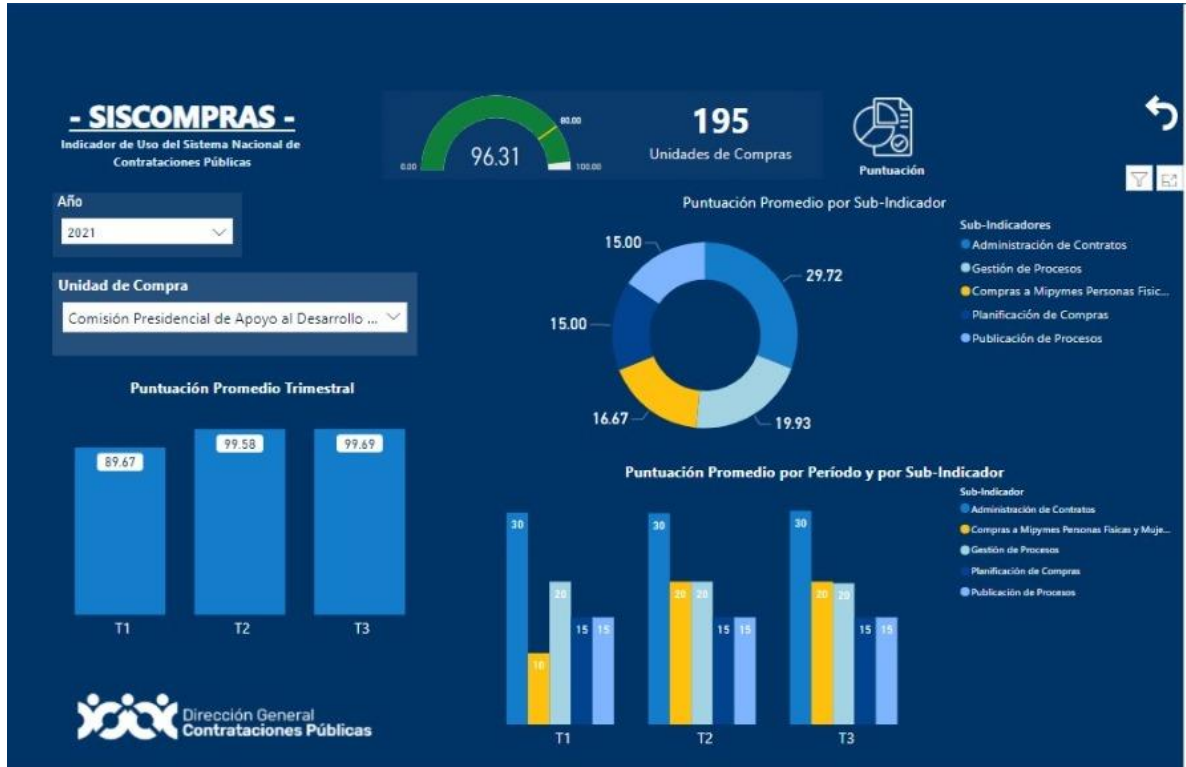 - SISCOMPRAS -
Indicador de Uso del Sistema Nacional de
Contrataciones Públicas
0.00
96.31
80.00
100.00
195
Unidades de Compras
Puntuación
Año
2021
Unidad de Compra
Comisión Presidencial de Apoyo al Desarrollo ...
Puntuación Promedio por Sub-Indicador
15.00
29.72
15.00
16.67
19.93
Sub-Indicadores
Administración de Contratos
Gestión de Procesos
Compras a Mipymes Personas Fisic...
Planificación de Compras
Publicación de Procesos
Puntuación Promedio Trimestral
89.67
99.58
99.69
T1
T2
T3
Puntuación Promedio por Período y por Sub-Indicador
Sub-Indicador
Administración de Contratos
Compras a Mipymes Personas Fisicas y Muje...
Gestión de Procesos
Planificación de Compras
Publicación de Procesos
30
10
20
15
15
30
20
20
15
15
30
20
20
15
15
T1
T2
T3
Dirección General
Contrataciones Públicas